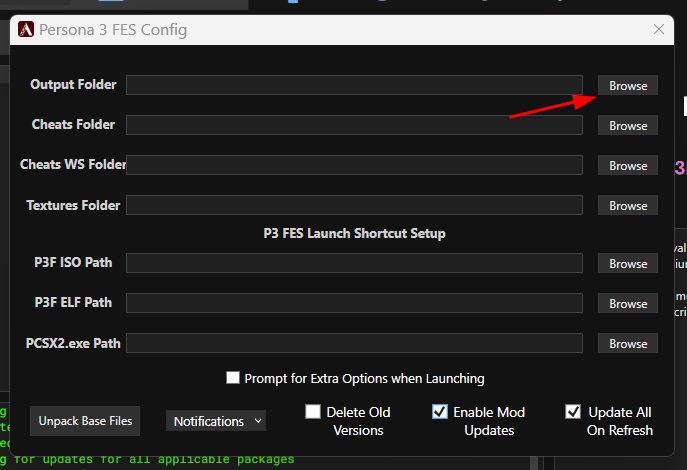 Persona 3 FES Config
Output Folder
Browse
Cheats Folder
Browse
Cheats WS Folder
Browse
Textures Folder
Browse
P3 FES Launch Shortcut Setup
P3F ISO Path
Browse
P3F ELF Path
Browse
PCSX2.exe Path
Browse
Prompt for Extra Options when Launching
Unpack Base Files
Notifications
Delete Old
Versions
Enable Mod
Updates
Update All
On Refresh
g for updates for all applicable packages